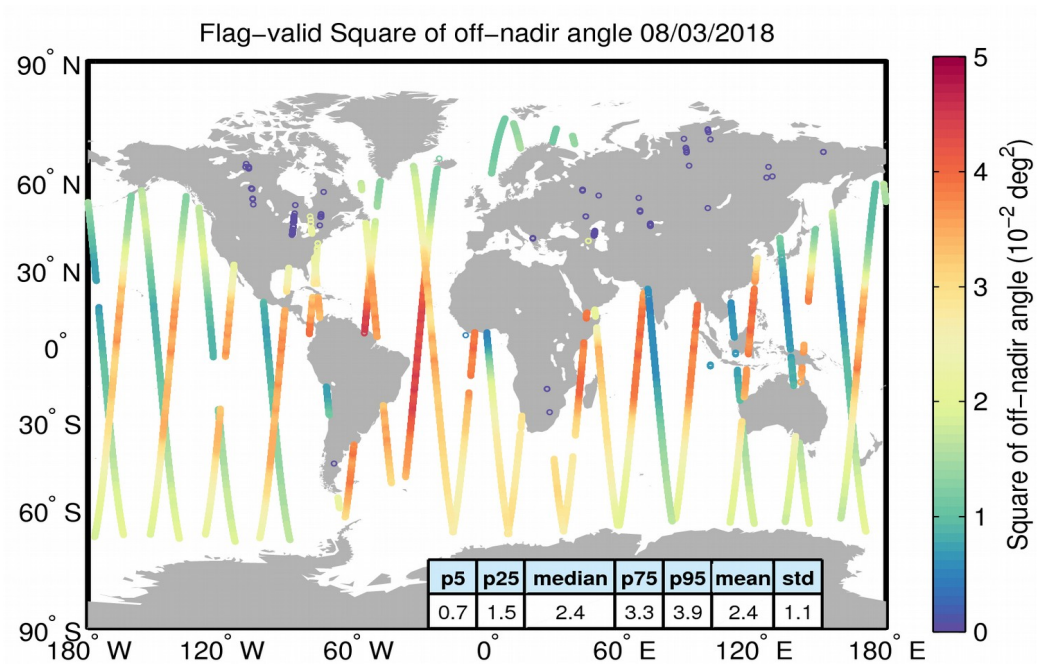 Flag−valid Square of off−nadir angle 08/03/2018
90° N
60° N
30° N
0°
30° S
60° S
90° S
180° W
120° W
60° W
0°
60° E
120° E
180° E
p5 p25 median p75 p95 mean std
0.7 1.5 2.4 3.3 3.9 2.4 1.1
5
4
3
2
1
0
Square of off−nadir angle (10⁻² deg²)